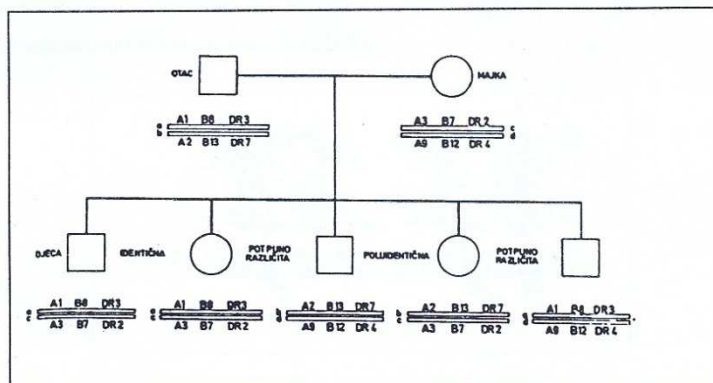 OTAC
MAJKA
A1 B8 DR3
a
b
A2 B13 DR7
A3 B7 DR2
c
d
A9 B12 DR4
DJECA
IDENTIČNA
POTPUNO
RAZLIČITA
POLUIDENTIČNA
POTPUNO
RAZLIČITA
A1 B8 DR3
a
c
A3 B7 DR2
A1 B8 DR3
a
c
A3 B7 DR2
A2 B13 DR7
b
d
A9 B12 DR4
A2 B13 DR7
b
c
A3 B7 DR2
A1 B8 DR3
a
d
A9 B12 DR4